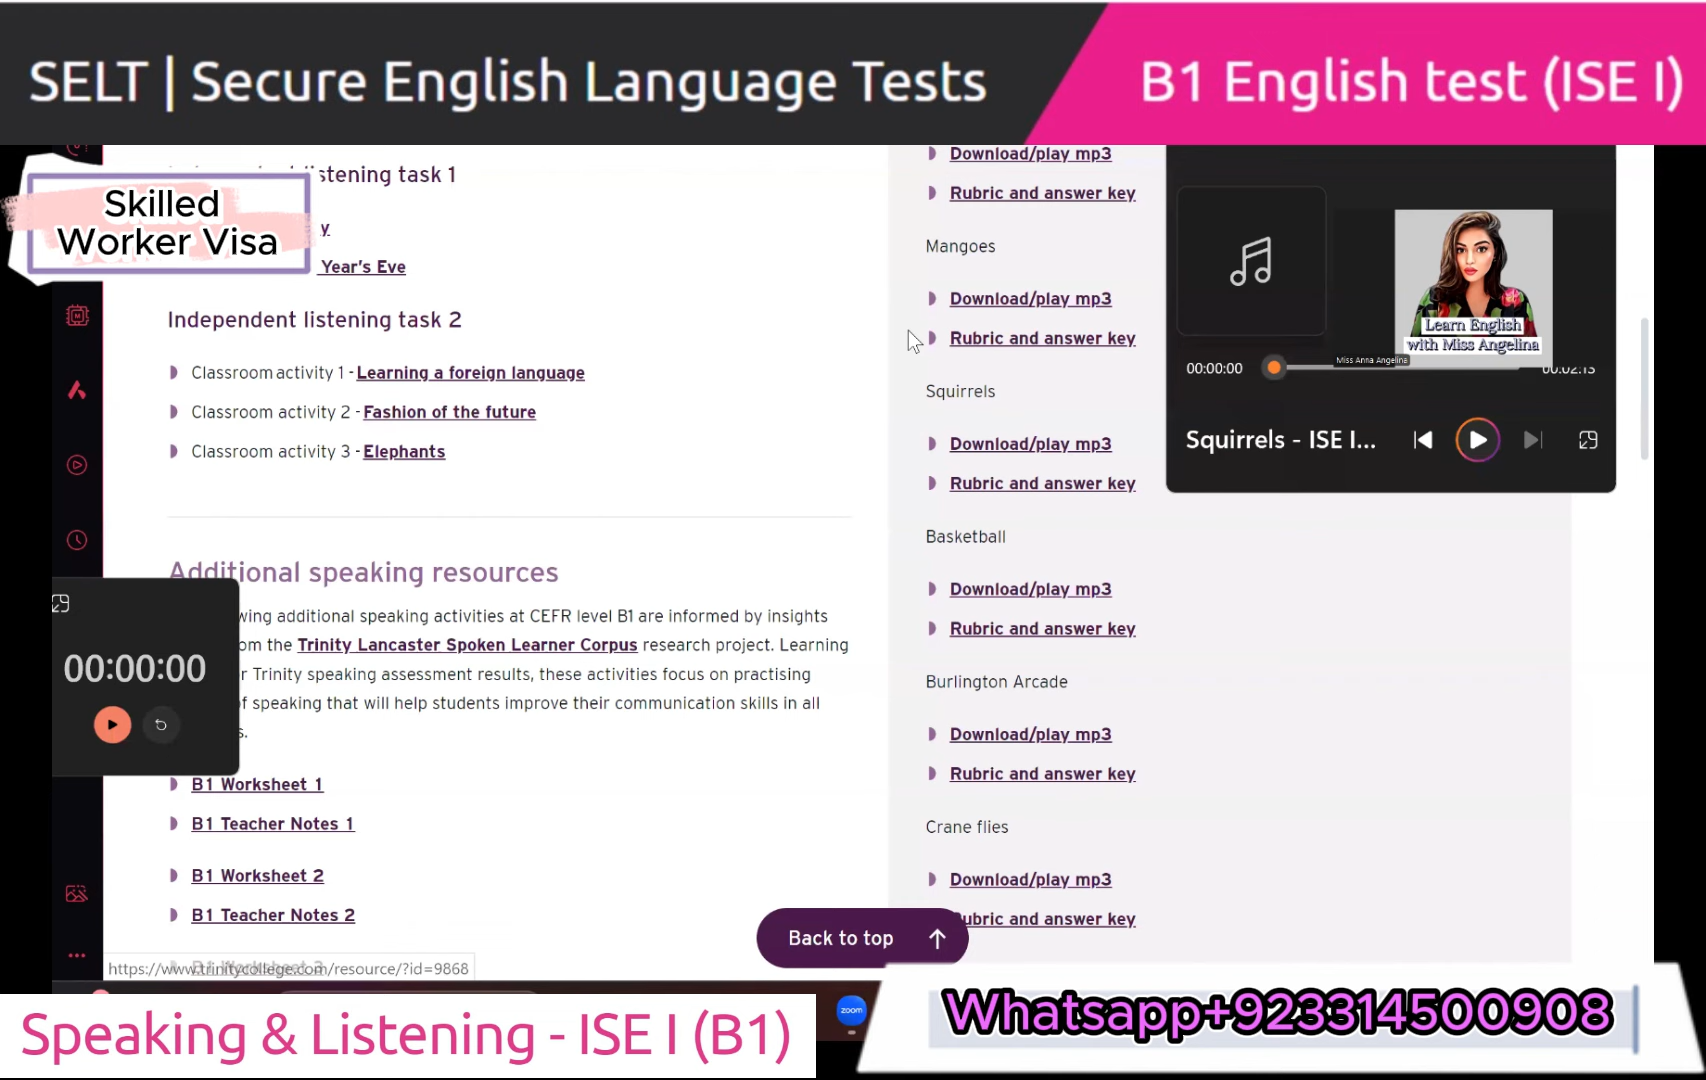 SELT | Secure English Language Tests
B1 English test (ISE I)
Skilled
Worker Visa
stening task 1
y
Year's Eve
Independent listening task 2
Classroom activity 1 - Learning a foreign language
Classroom activity 2 - Fashion of the future
Classroom activity 3 - Elephants
Additional speaking resources
wing additional speaking activities at CEFR level B1 are informed by insights
om the Trinity Lancaster Spoken Learner Corpus research project. Learning
r Trinity speaking assessment results, these activities focus on practising
of speaking that will help students improve their communication skills in all
s.
B1 Worksheet 1
B1 Teacher Notes 1
B1 Worksheet 2
B1 Teacher Notes 2
B1 Worksheet 3
https://www.trinitycollege.com/resource/?id=9868
00:00:00
Download/play mp3
Rubric and answer key
Mangoes
Download/play mp3
Rubric and answer key
Squirrels
Download/play mp3
Rubric and answer key
Basketball
Download/play mp3
Rubric and answer key
Burlington Arcade
Download/play mp3
Rubric and answer key
Crane flies
Download/play mp3
ubric and answer key
Back to top
Learn English
with Miss Angelina
Miss Anna Angelina
00:00:00
00:02:13
Squirrels - ISE I...
zoom
Speaking & Listening - ISE I (B1)
Whatsapp+923314500908